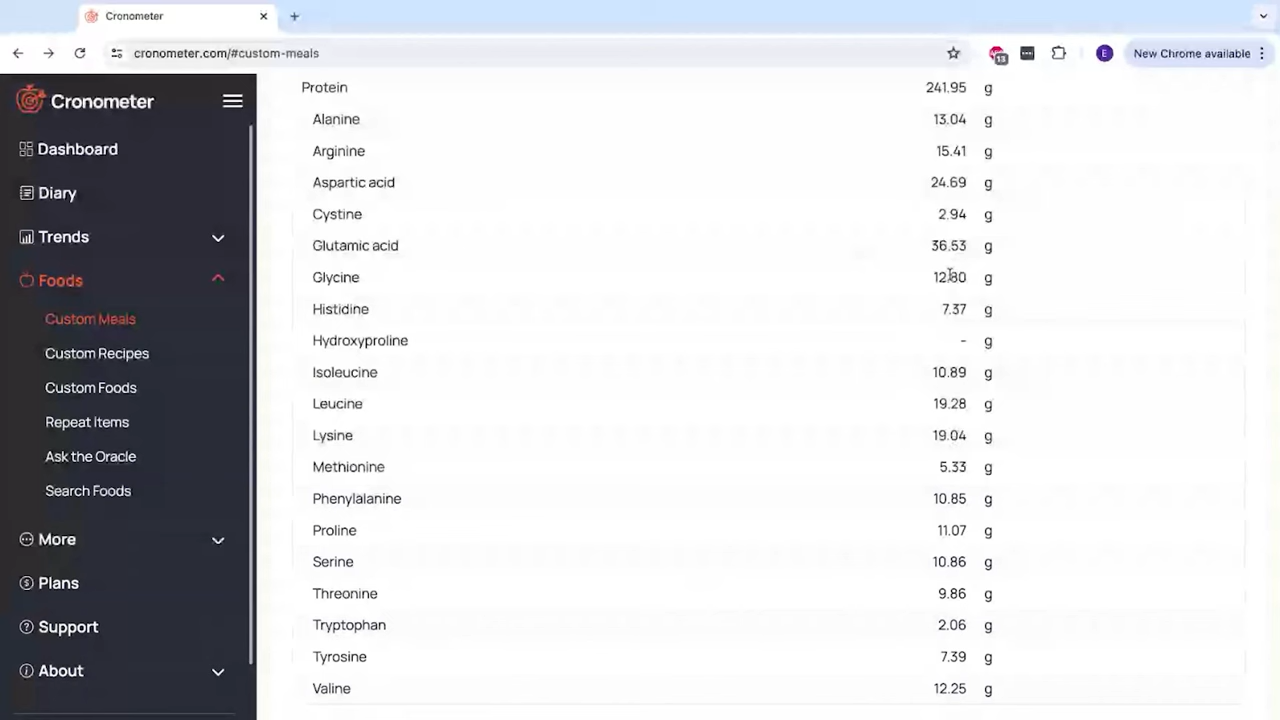 Cronometer
cronometer.com/#custom-meals
13
E
New Chrome available
Cronometer
Dashboard
Diary
Trends
Foods
Custom Meals
Custom Recipes
Custom Foods
Repeat Items
Ask the Oracle
Search Foods
More
Plans
Support
About
Protein 241.95 g
Alanine 13.04 g
Arginine 15.41 g
Aspartic acid 24.69 g
Cystine 2.94 g
Glutamic acid 36.53 g
Glycine 12.80 g
Histidine 7.37 g
Hydroxyproline - g
Isoleucine 10.89 g
Leucine 19.28 g
Lysine 19.04 g
Methionine 5.33 g
Phenylalanine 10.85 g
Proline 11.07 g
Serine 10.86 g
Threonine 9.86 g
Tryptophan 2.06 g
Tyrosine 7.39 g
Valine 12.25 g